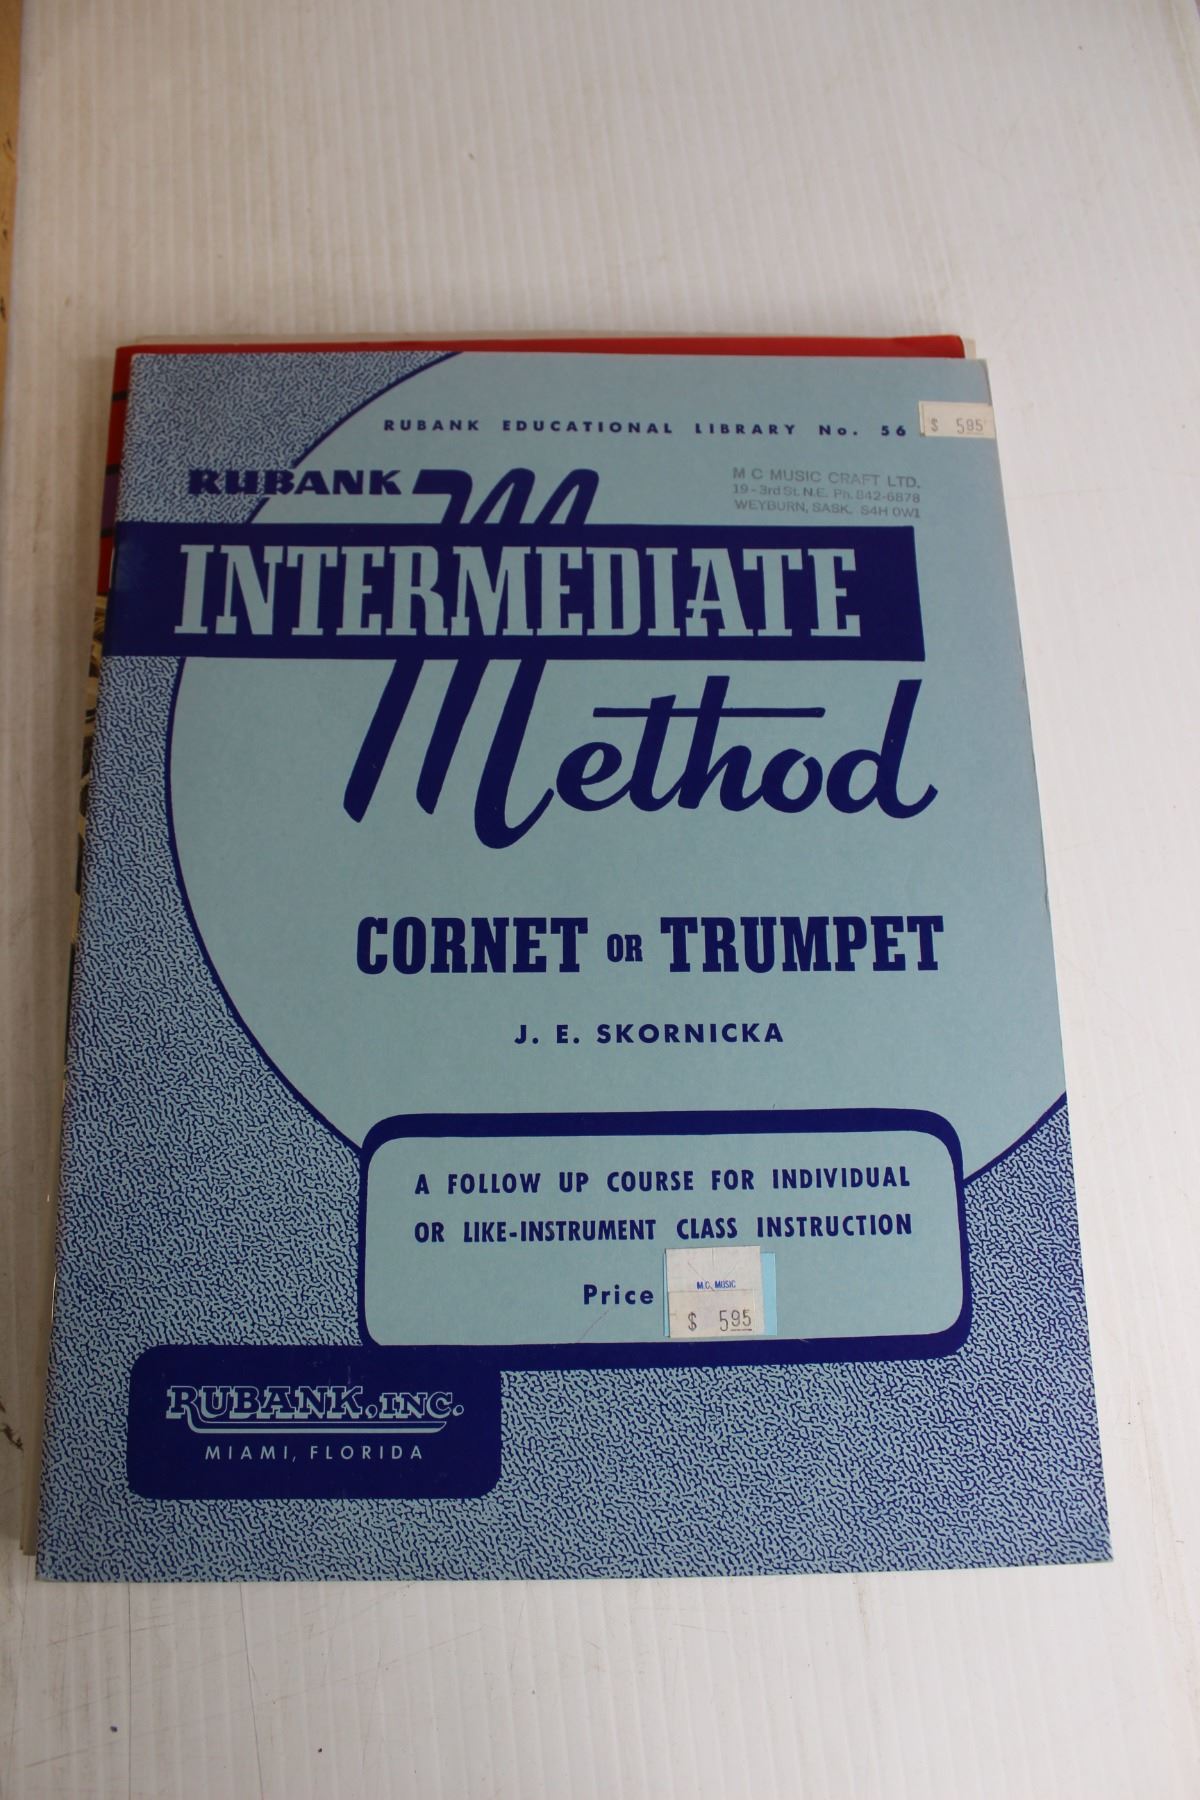 RUBANK EDUCATIONAL LIBRARY No. 56
$ 595
RUBANK
M C MUSIC CRAFT LTD.
19-3rd St. N.E. Ph. 842-6878
WEYBURN, SASK. S4H 0W1
INTERMEDIATE
Method
CORNET OR TRUMPET
J. E. SKORNICKA
A FOLLOW UP COURSE FOR INDIVIDUAL
OR LIKE-INSTRUMENT CLASS INSTRUCTION
M.C. MUSIC
Price
$ 595
RUBANK, INC.
MIAMI, FLORIDA